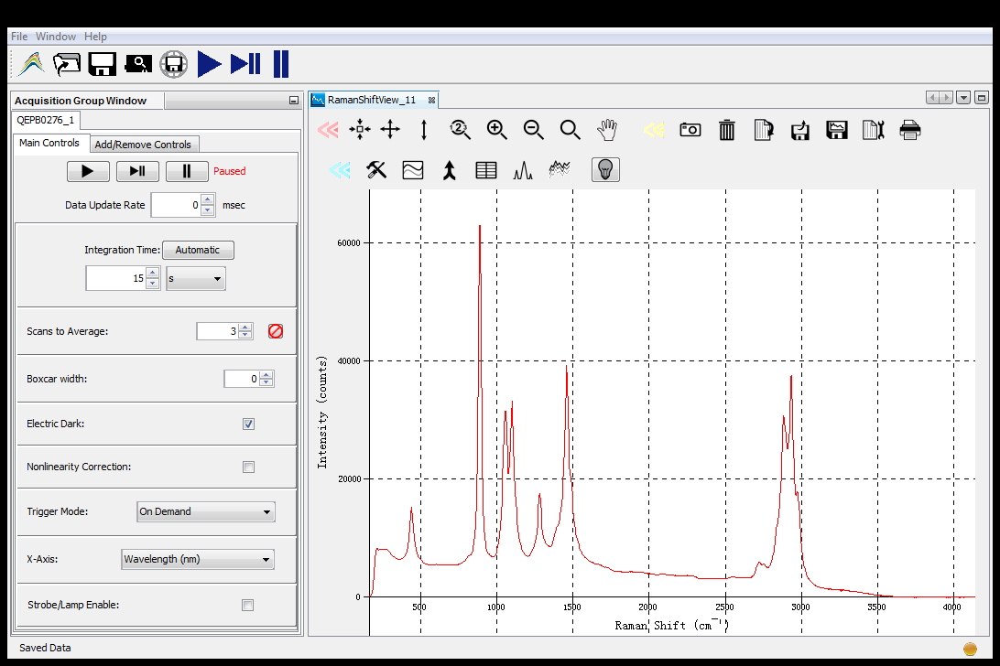 File Window Help
Acquisition Group Window
QEPB0276_1
Main Controls Add/Remove Controls
Paused
Data Update Rate 0 msec
Integration Time: Automatic
15 s
Scans to Average: 3
Boxcar width: 0
Electric Dark:
Nonlinearity Correction:
Trigger Mode: On Demand
X-Axis: Wavelength (nm)
Strobe/Lamp Enable:
RamanShiftView_11
2
Intensity (counts)
60000
40000
20000
0
500 1000 1500 2000 2500 3000 3500 4000
Raman Shift (cm⁻¹)
Saved Data